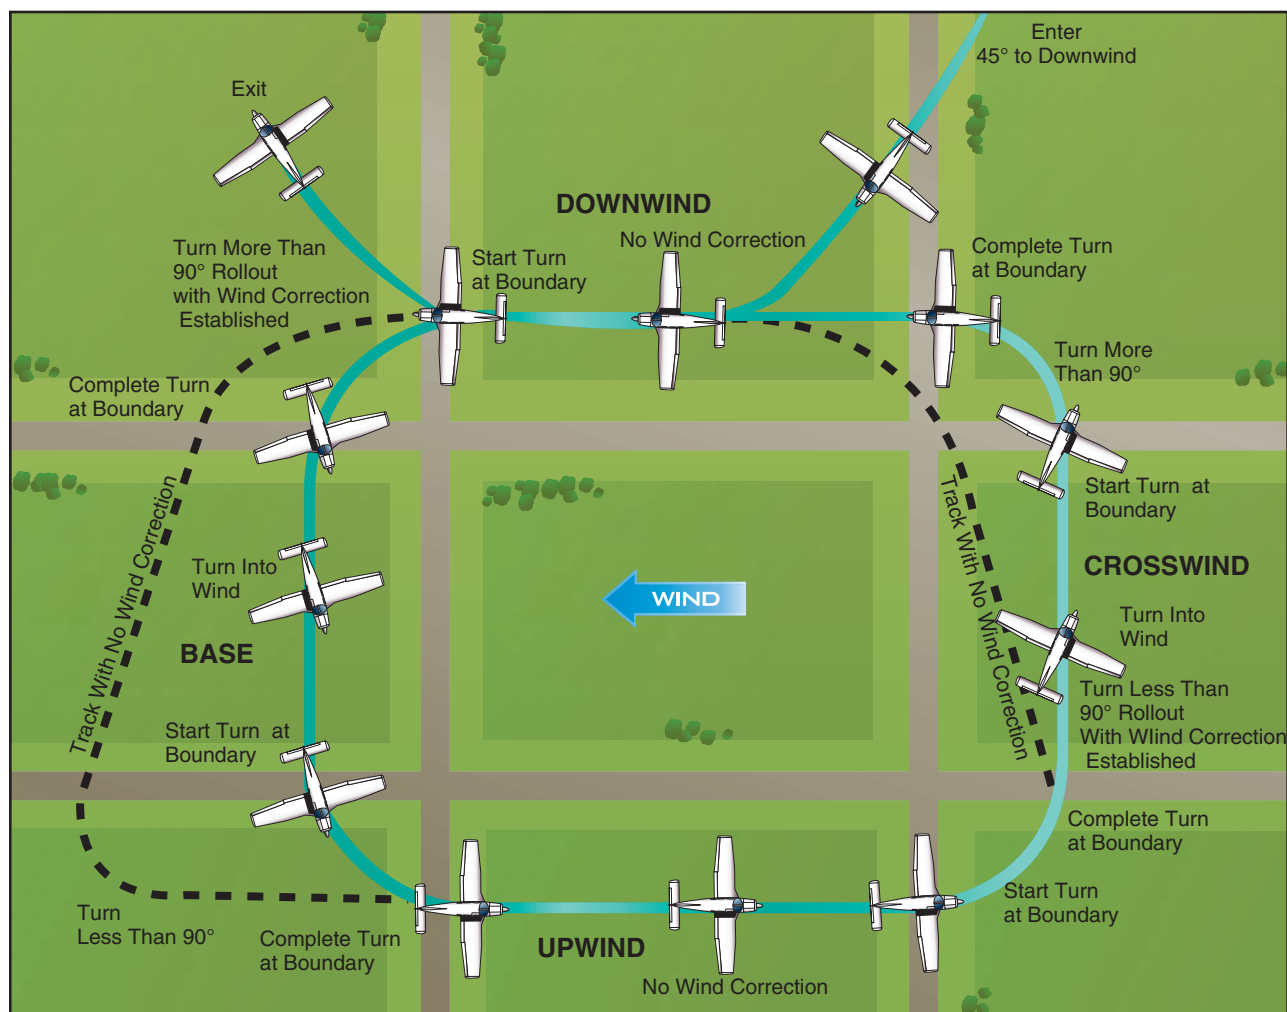 Enter
45° to Downwind
Exit
DOWNWIND
No Wind Correction
Turn More Than
90° Rollout
with Wind Correction
Established
Start Turn
at Boundary
Complete Turn
at Boundary
Turn More
Than 90°
Complete Turn
at Boundary
Start Turn at
Boundary
Track With No Wind Correction
Track With No Wind Correction
Turn Into
Wind
WIND
CROSSWIND
Turn Into
Wind
BASE
Turn Less Than
90° Rollout
With WIind Correction
Established
Start Turn at
Boundary
Complete Turn
at Boundary
Start Turn
at Boundary
Turn
Less Than 90°
Complete Turn
at Boundary
UPWIND
No Wind Correction